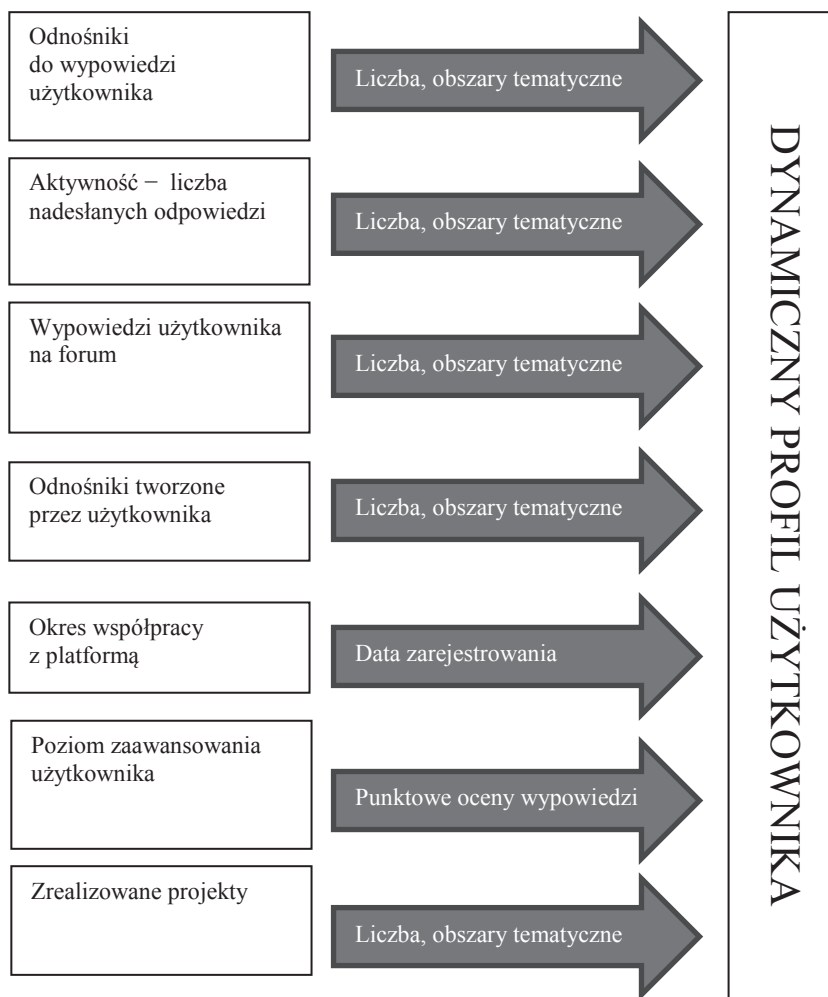 Odnośniki
do wypowiedzi
użytkownika
Liczba, obszary tematyczne
Aktywność − liczba
nadesłanych odpowiedzi
Liczba, obszary tematyczne
Wypowiedzi użytkownika
na forum
Liczba, obszary tematyczne
Odnośniki tworzone
przez użytkownika
Liczba, obszary tematyczne
Okres współpracy
z platformą
Data zarejestrowania
Poziom zaawansowania
użytkownika
Punktowe oceny wypowiedzi
Zrealizowane projekty
Liczba, obszary tematyczne
DYNAMICZNY PROFIL UŻYTKOWNIKA